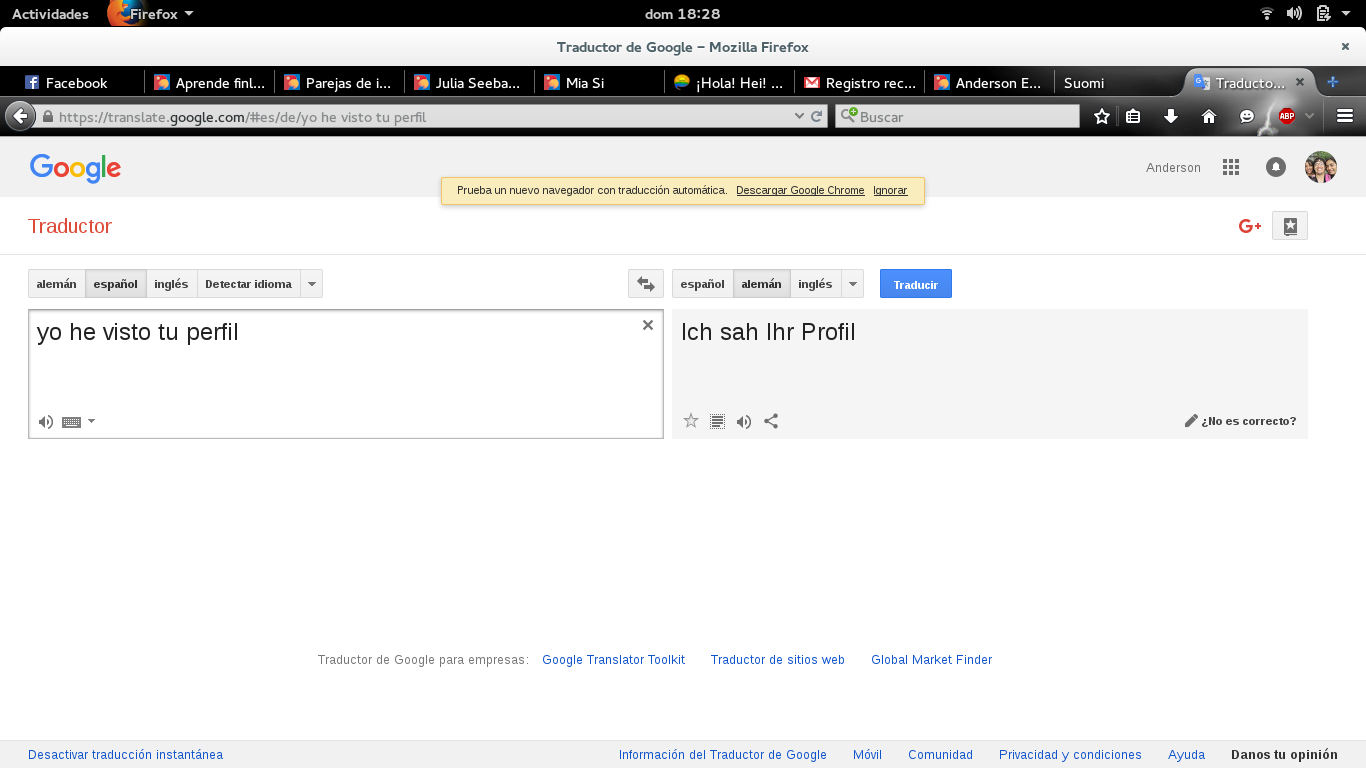 Actividades Firefox dom 18:28
Traductor de Google – Mozilla Firefox
Facebook Aprende finl... Parejas de i... Julia Seeba... Mia Si ¡Hola! Hei! ... Registro rec... Anderson E... Suomi Traducto...
https://translate.google.com/#es/de/yo he visto tu perfil Buscar ABP
Google Anderson
Prueba un nuevo navegador con traducción automática. Descargar Google Chrome Ignorar
Traductor G+
alemán español inglés Detectar idioma español alemán inglés Traducir
yo he visto tu perfil Ich sah Ihr Profil
¿No es correcto?
Traductor de Google para empresas: Google Translator Toolkit Traductor de sitios web Global Market Finder
Desactivar traducción instantánea Información del Traductor de Google Móvil Comunidad Privacidad y condiciones Ayuda Danos tu opinión